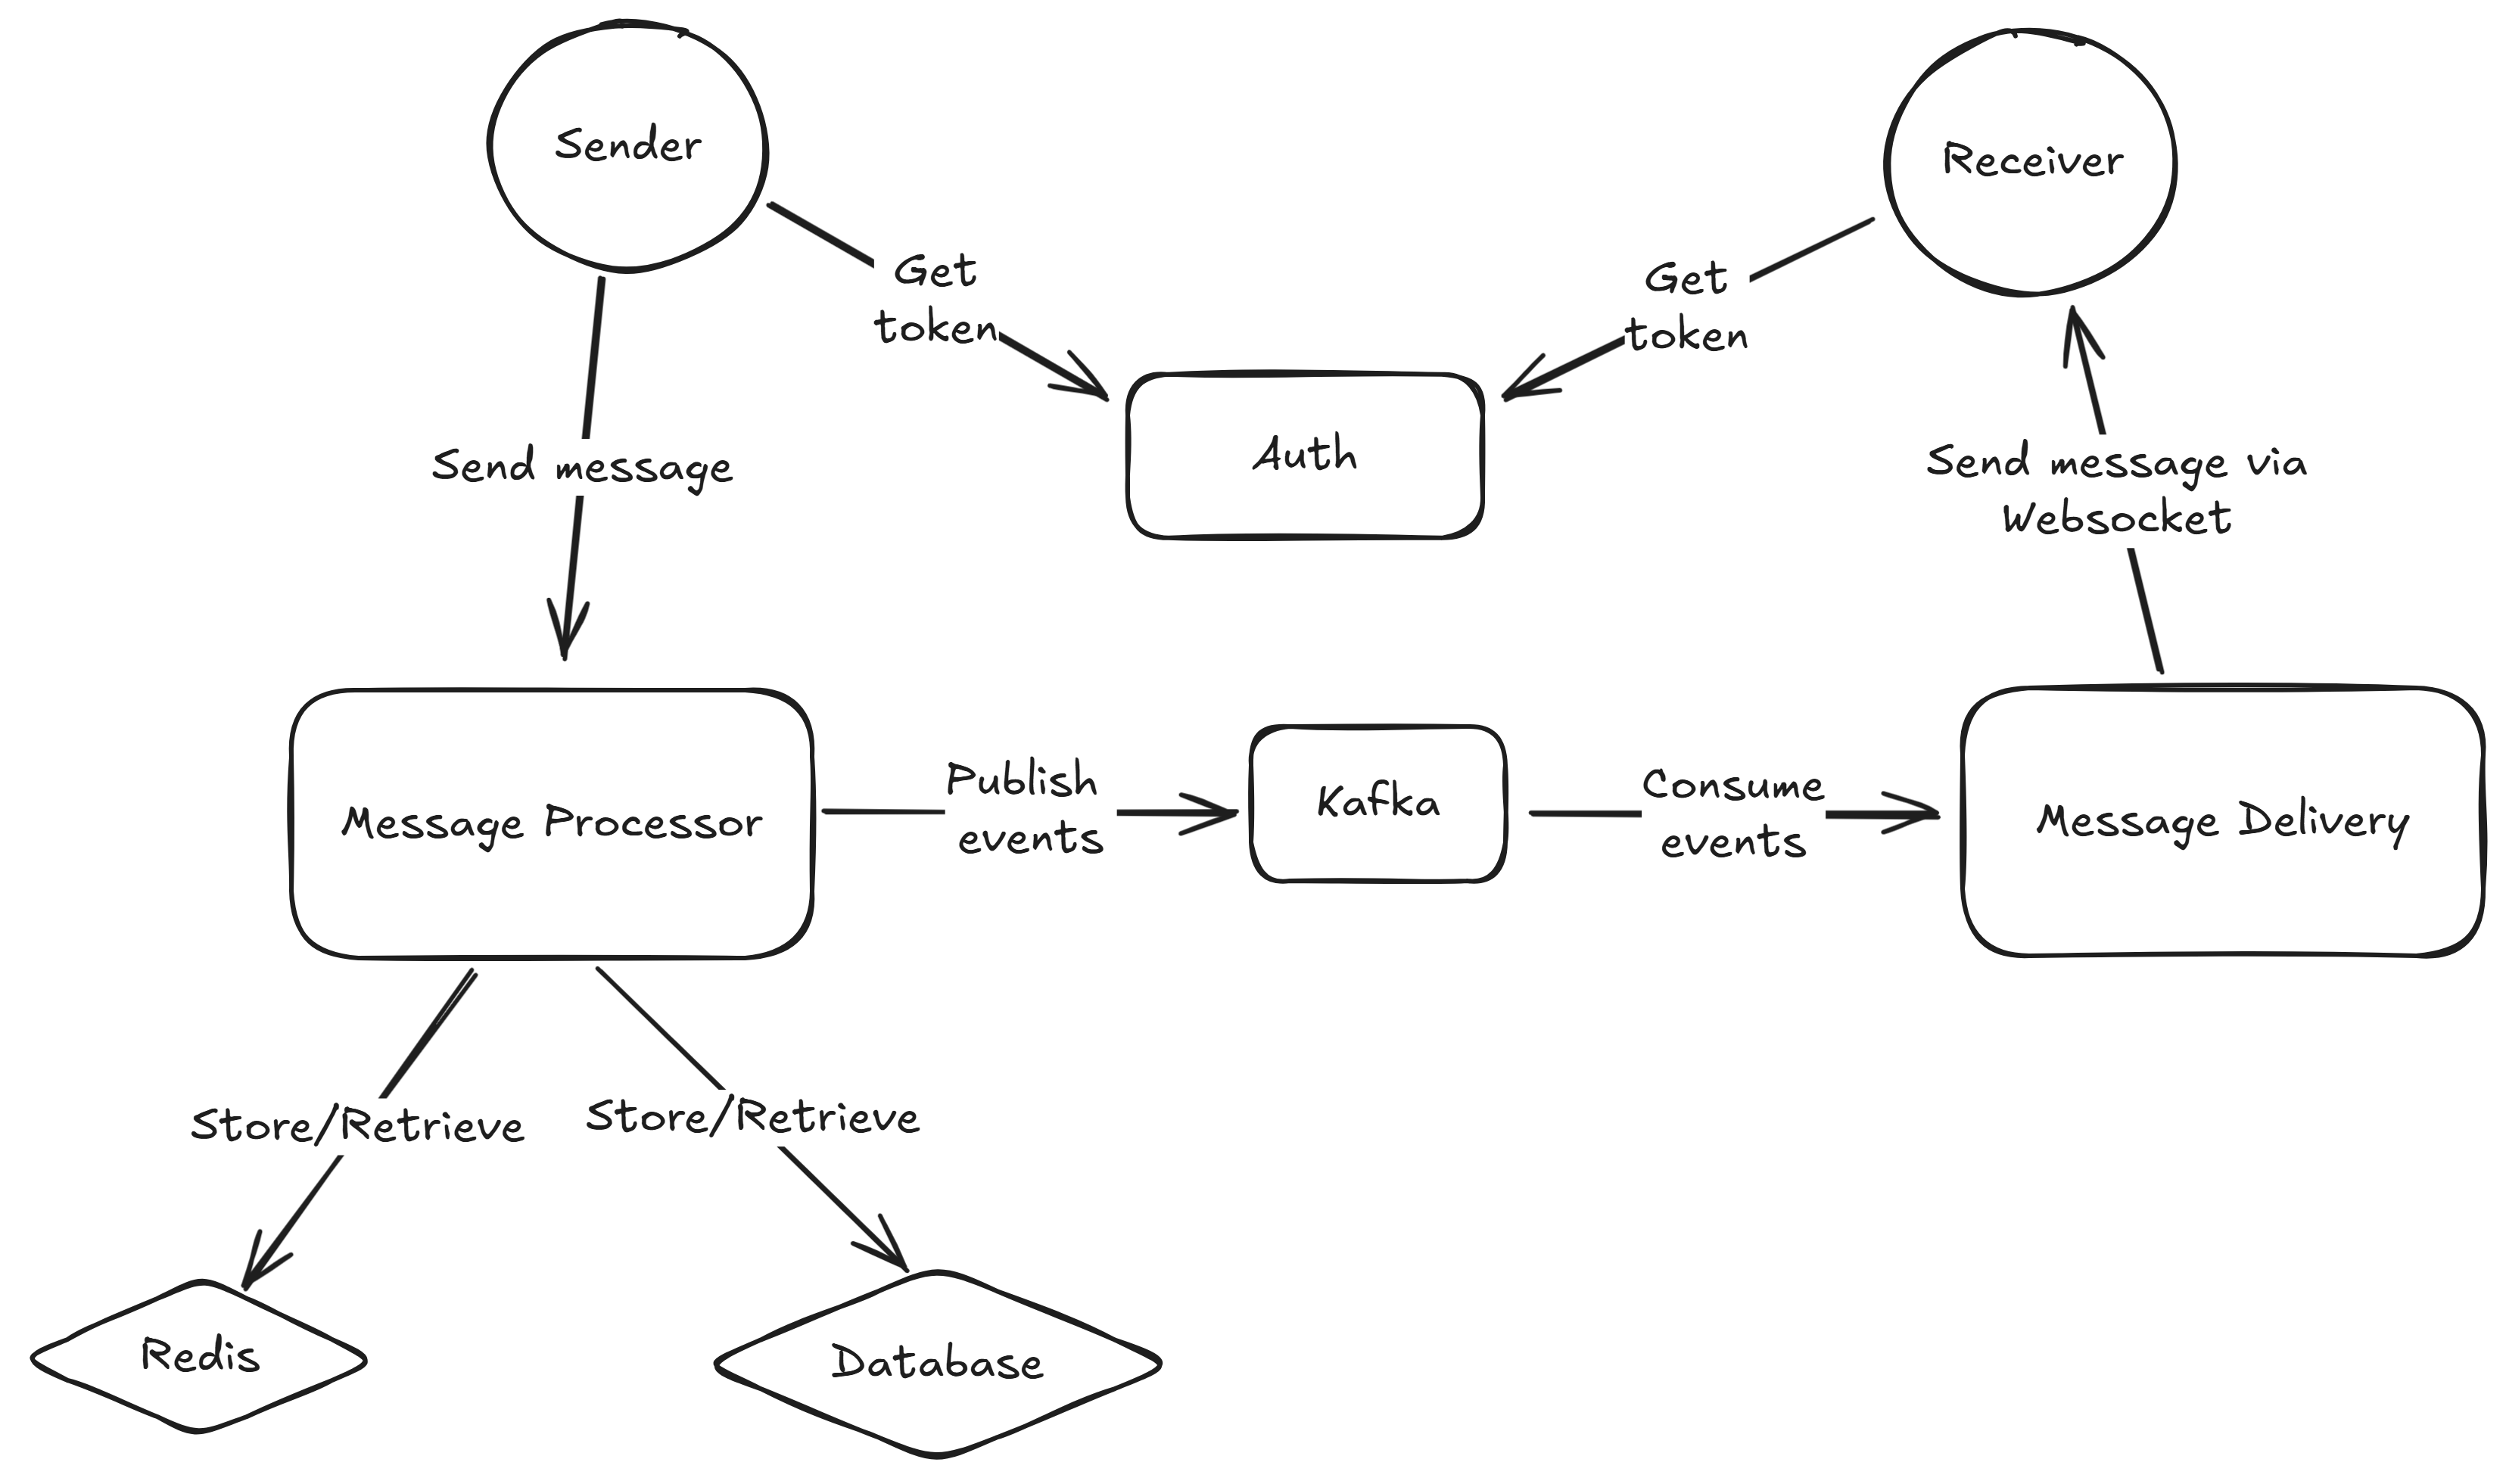 Sender
Receiver
Get
token
Get
token
Auth
Send message
Send message via
Websocket
Message Processor
Publish
events
Kafka
Consume
events
Message Delivery
Store/Retrieve
Store/Retrieve
Redis
Database